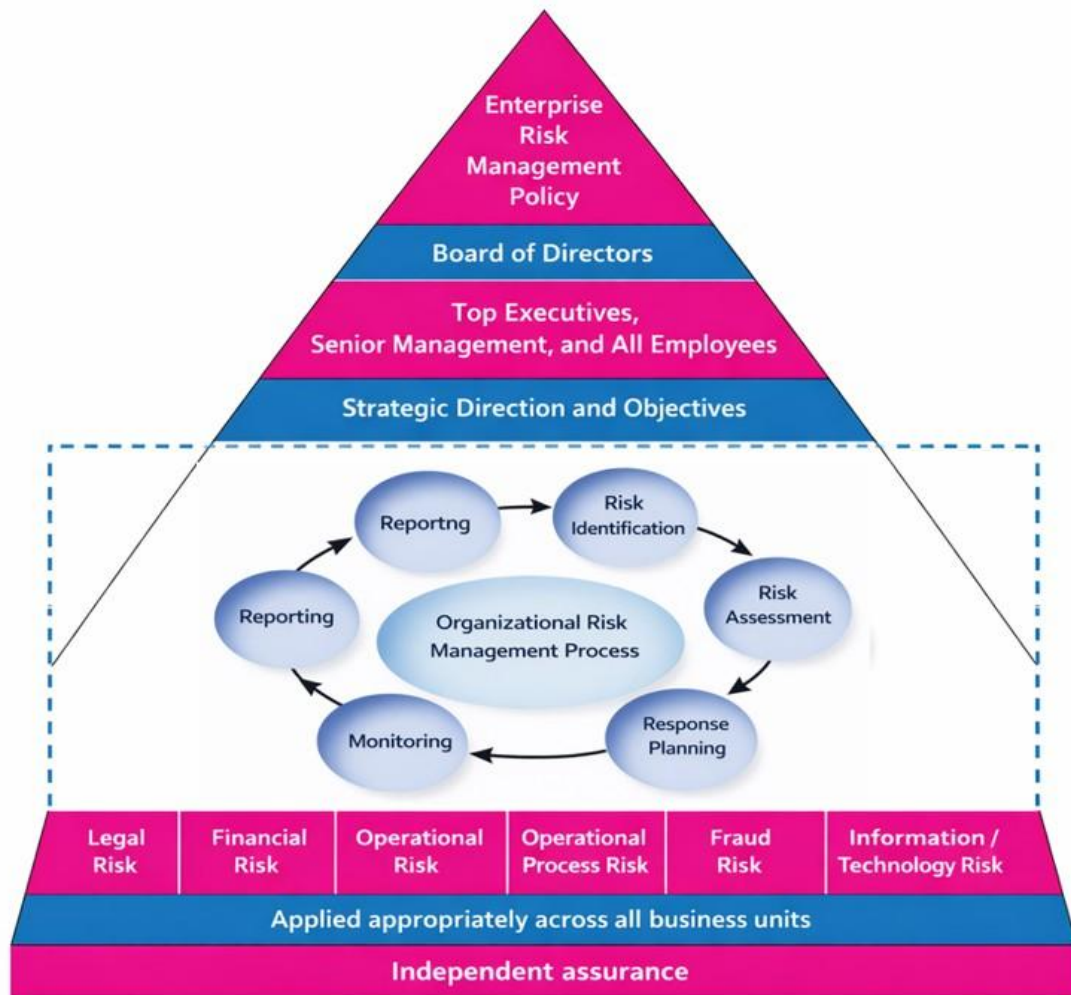 Enterprise
Risk
Management
Policy
Board of Directors
Top Executives,
Senior Management, and All Employees
Strategic Direction and Objectives
Reportng
Risk
Identification
Risk
Assessment
Response
Planning
Monitoring
Reporting
Organizational Risk
Management Process
Legal
Risk
Financial
Risk
Operational
Risk
Operational
Process Risk
Fraud
Risk
Information /
Technology Risk
Applied appropriately across all business units
Independent assurance